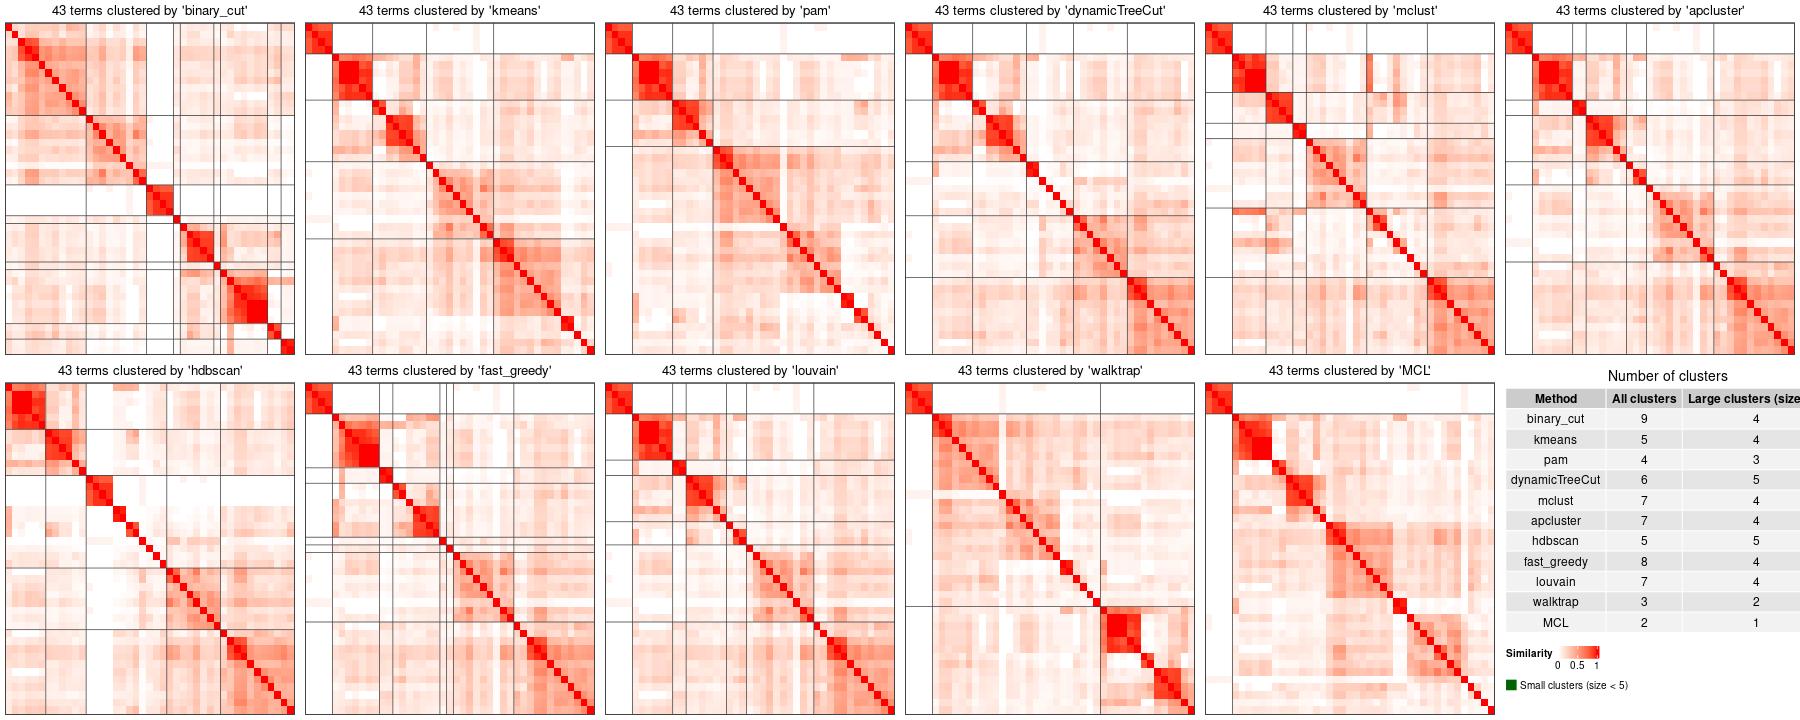 43 terms clustered by 'binary_cut'
43 terms clustered by 'kmeans'
43 terms clustered by 'pam'
43 terms clustered by 'dynamicTreeCut'
43 terms clustered by 'mclust'
43 terms clustered by 'apcluster'
43 terms clustered by 'hdbscan'
43 terms clustered by 'fast_greedy'
43 terms clustered by 'louvain'
43 terms clustered by 'walktrap'
43 terms clustered by 'MCL'
Number of clusters
Method All clusters Large clusters (size
binary_cut 9 4
kmeans 5 4
pam 4 3
dynamicTreeCut 6 5
mclust 7 4
apcluster 7 4
hdbscan 5 5
fast_greedy 8 4
louvain 7 4
walktrap 3 2
MCL 2 1
Similarity
0 0.5 1
Small clusters (size < 5)